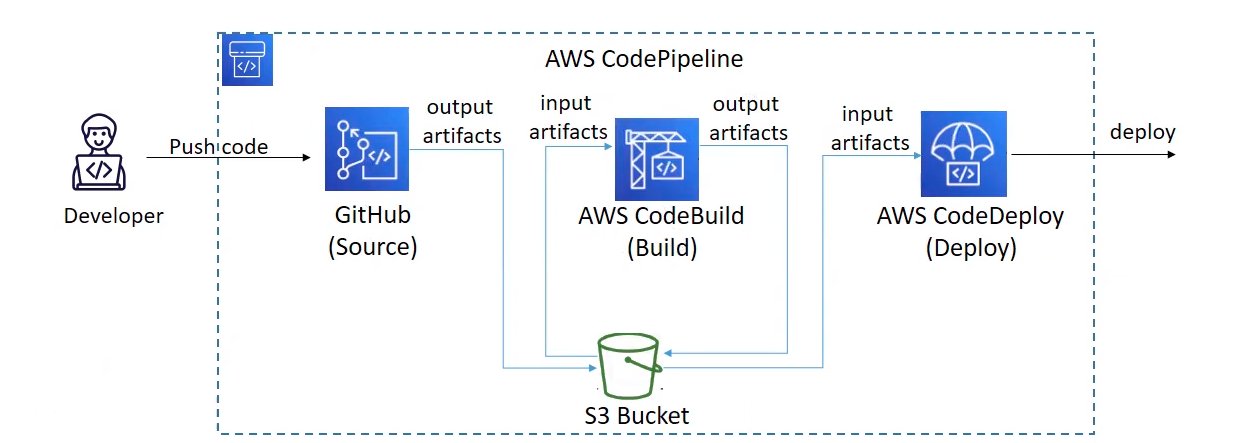 AWS CodePipeline
output
artifacts
input
artifacts
output
artifacts
input
artifacts
deploy
Push code
Developer
GitHub
(Source)
AWS CodeBuild
(Build)
AWS CodeDeploy
(Deploy)
S3 Bucket